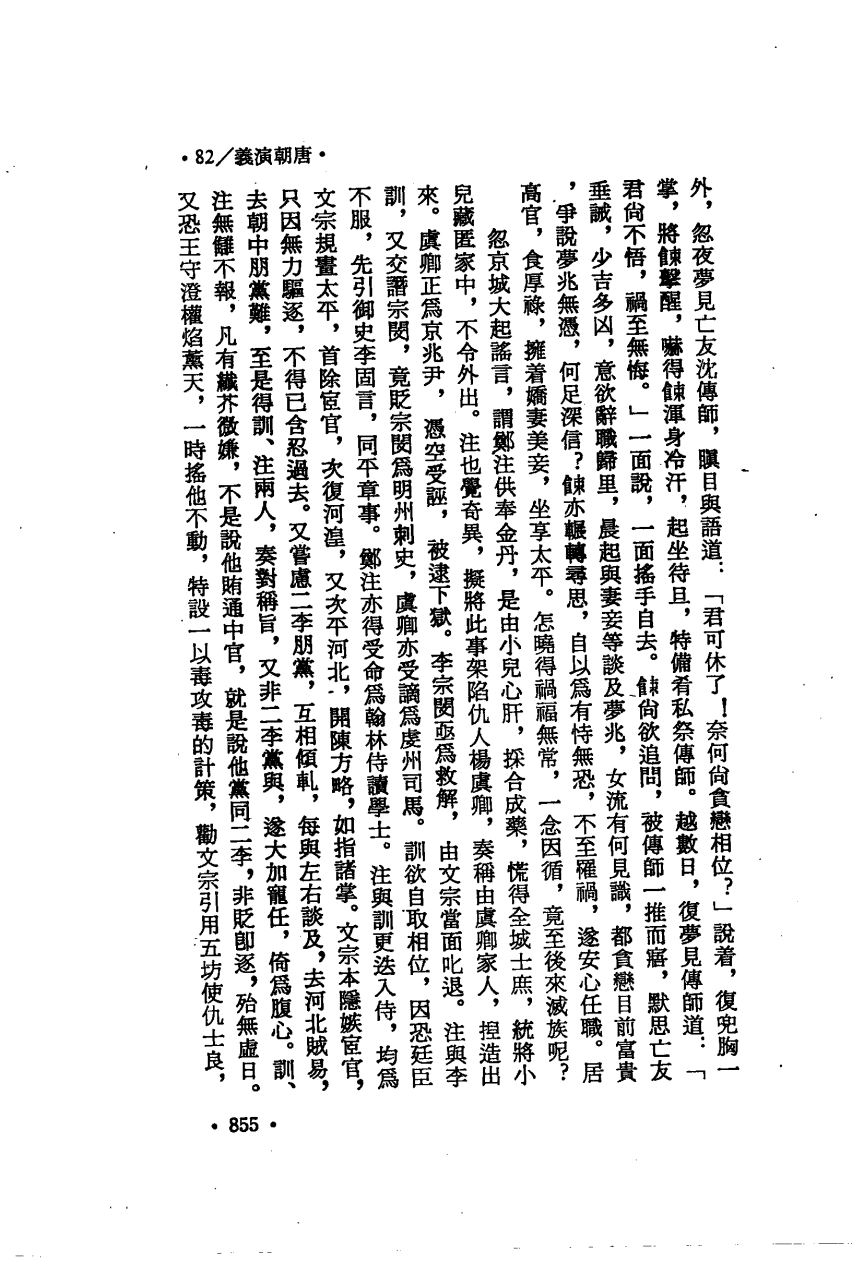 •82/義演朝唐•
外，忽夜夢見亡友沈傳師，瞋目與語道：「君可休了！奈何尙貪戀相位？」說着，復兜胸一
掌，將餗擊醒，嚇得餗渾身冷汗，起坐待旦，特備肴私祭傳師。越數日，復夢見傳師道：「
君尙不悟，禍至無悔。」一面說，一面搖手自去。餗尙欲追問，被傳師一推而寤，默思亡友
垂誡，少吉多凶，意欲辭職歸里，晨起與妻妾等談及夢兆，女流有何見識，都貪戀目前富貴
，爭說夢兆無憑，何足深信？餗亦輾轉尋思，自以爲有恃無恐，不至罹禍，遂安心任職。居
高官，食厚祿，擁着嬌妻美妾，坐享太平。怎曉得禍福無常，一念因循，竟至後來滅族呢？
忽京城大起謠言，謂鄭注供奉金丹，是由小兒心肝，採合成藥，慌得全城士庶，統將小
兒藏匿家中，不令外出。注也覺奇異，擬將此事架陷仇人楊虞卿，奏稱由虞卿家人，揑造出
來。虞卿正爲京兆尹，憑空受誣，被逮下獄。李宗閔亟爲救解，由文宗當面叱退。注與李
訓，又交譖宗閔，竟貶宗閔爲明州刺史，虞卿亦受謫爲虔州司馬。訓欲自取相位，因恐廷臣
不服，先引御史李固言，同平章事。鄭注亦得受命爲翰林侍讀學士。注與訓更迭入侍，均爲
文宗規畫太平，首除宦官，次復河湟，又次平河北，開陳方略，如指諸掌。文宗本隱嫉宦官，
只因無力驅逐，不得已含忍過去。又嘗慮二李朋黨，互相傾軋，每與左右談及，去河北賊易，
去朝中朋黨難，至是得訓、注兩人，奏對稱旨，又非二李黨與，遂大加寵任，倚爲腹心。訓、
注無讎不報，凡有纖芥微嫌，不是說他賄通中官，就是說他黨同二李，非貶卽逐，殆無虛日。
又恐王守澄權焰薰天，一時搖他不動，特設一以毒攻毒的計策，勸文宗引用五坊使仇士良，
•855•